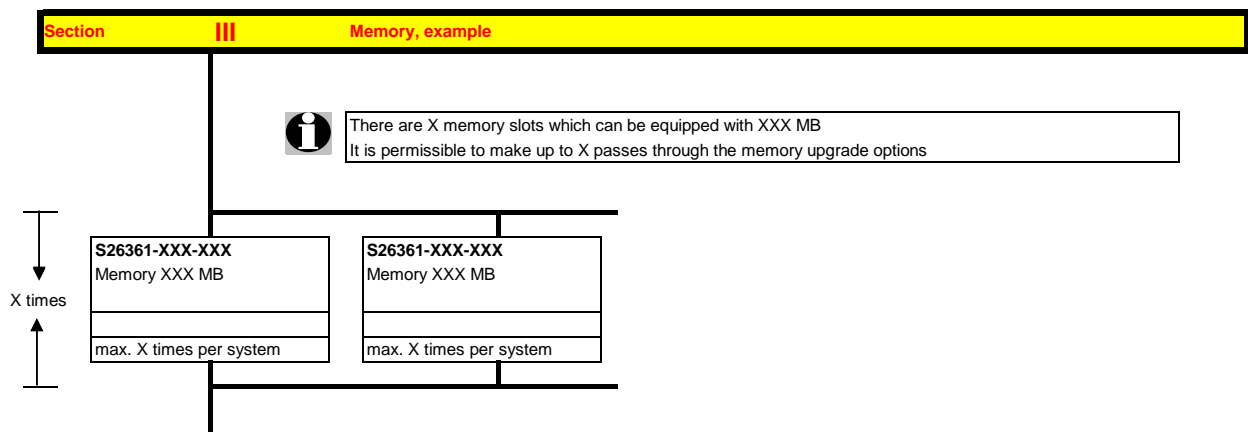 Section III Memory, example
There are X memory slots which can be equipped with XXX MB
It is permissible to make up to X passes through the memory upgrade options
X times
S26361-XXX-XXX
Memory XXX MB
max. X times per system
S26361-XXX-XXX
Memory XXX MB
max. X times per system